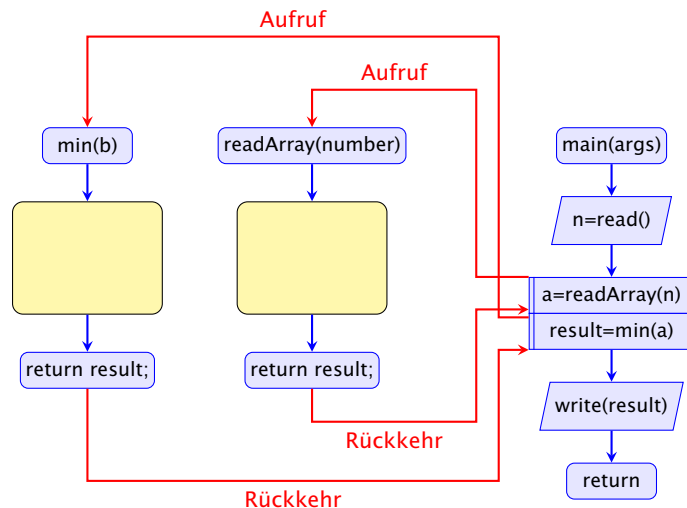 Aufruf
Aufruf
min(b)
readArray(number)
main(args)
n=read()
a=readArray(n)
result=min(a)
return result;
return result;
write(result)
Rückkehr
return
Rückkehr